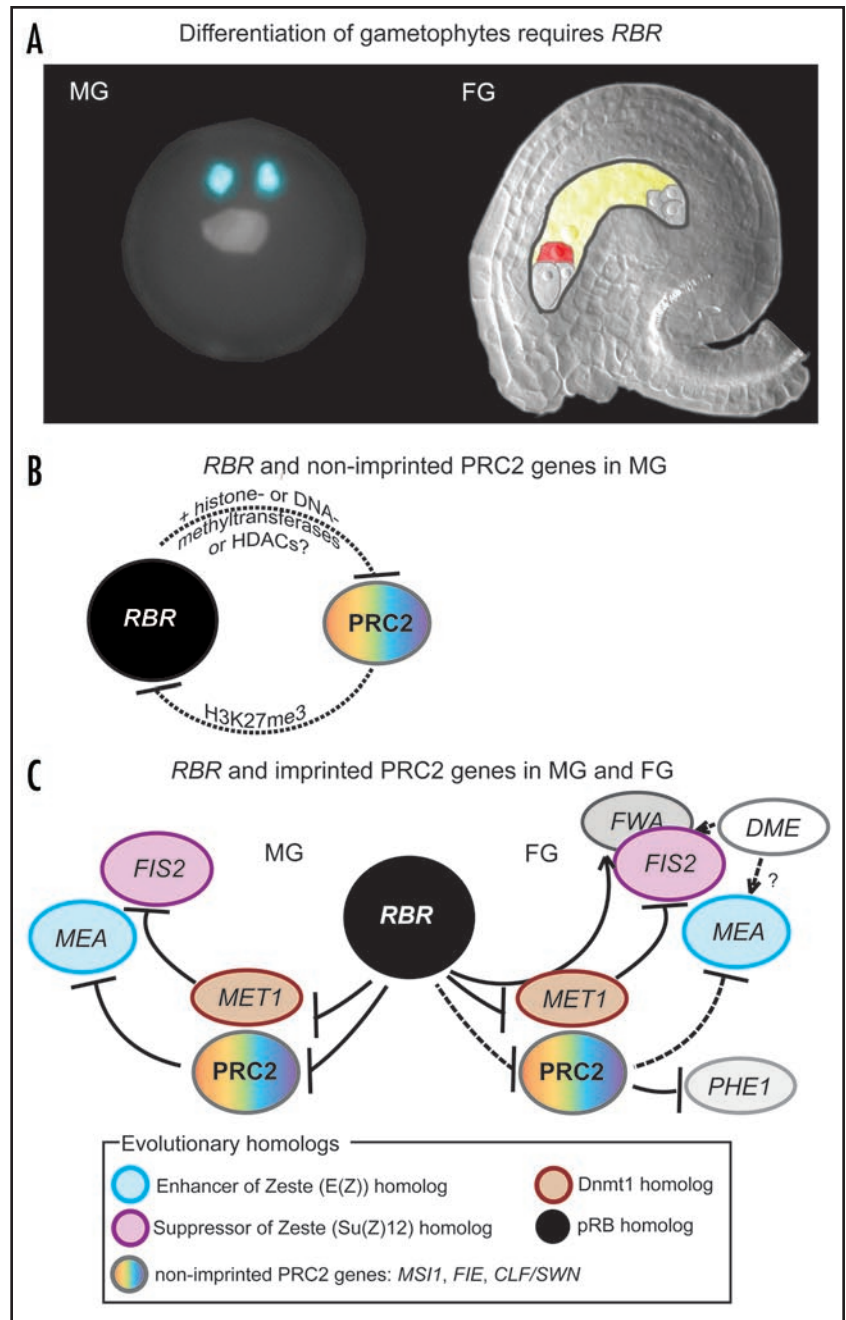 A
Differentiation of gametophytes requires RBR
MG
FG
B
RBR and non-imprinted PRC2 genes in MG
+ histone- or DNA-
methyltransferases
or HDACs?
RBR
PRC2
H3K27me3
C
RBR and imprinted PRC2 genes in MG and FG
MG
FG
FWA
DME
FIS2
FIS2
?
MEA
MEA
RBR
MET1
MET1
PRC2
PRC2
PHE1
Evolutionary homologs
Enhancer of Zeste (E(Z)) homolog
Dnmt1 homolog
Suppressor of Zeste (Su(Z)12) homolog
pRB homolog
non-imprinted PRC2 genes: MSI1, FIE, CLF/SWN